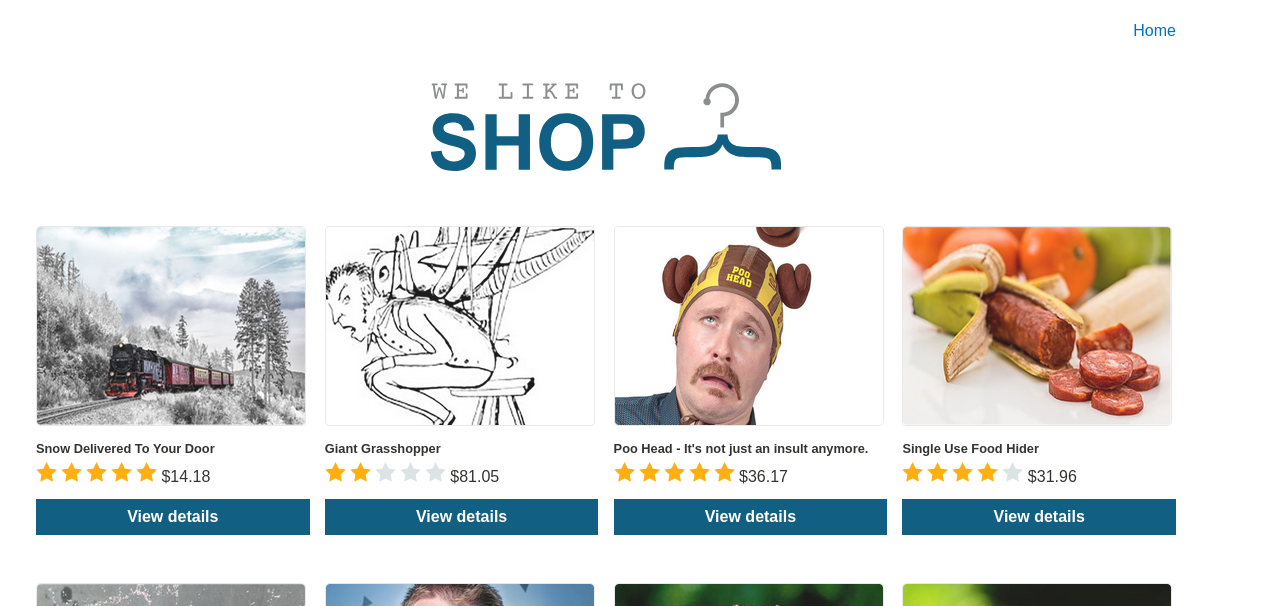 Home
WE LIKE TO
SHOP
POO
HEAD
Snow Delivered To Your Door
Giant Grasshopper
Poo Head - It's not just an insult anymore.
Single Use Food Hider
$14.18
$81.05
$36.17
$31.96
View details
View details
View details
View details